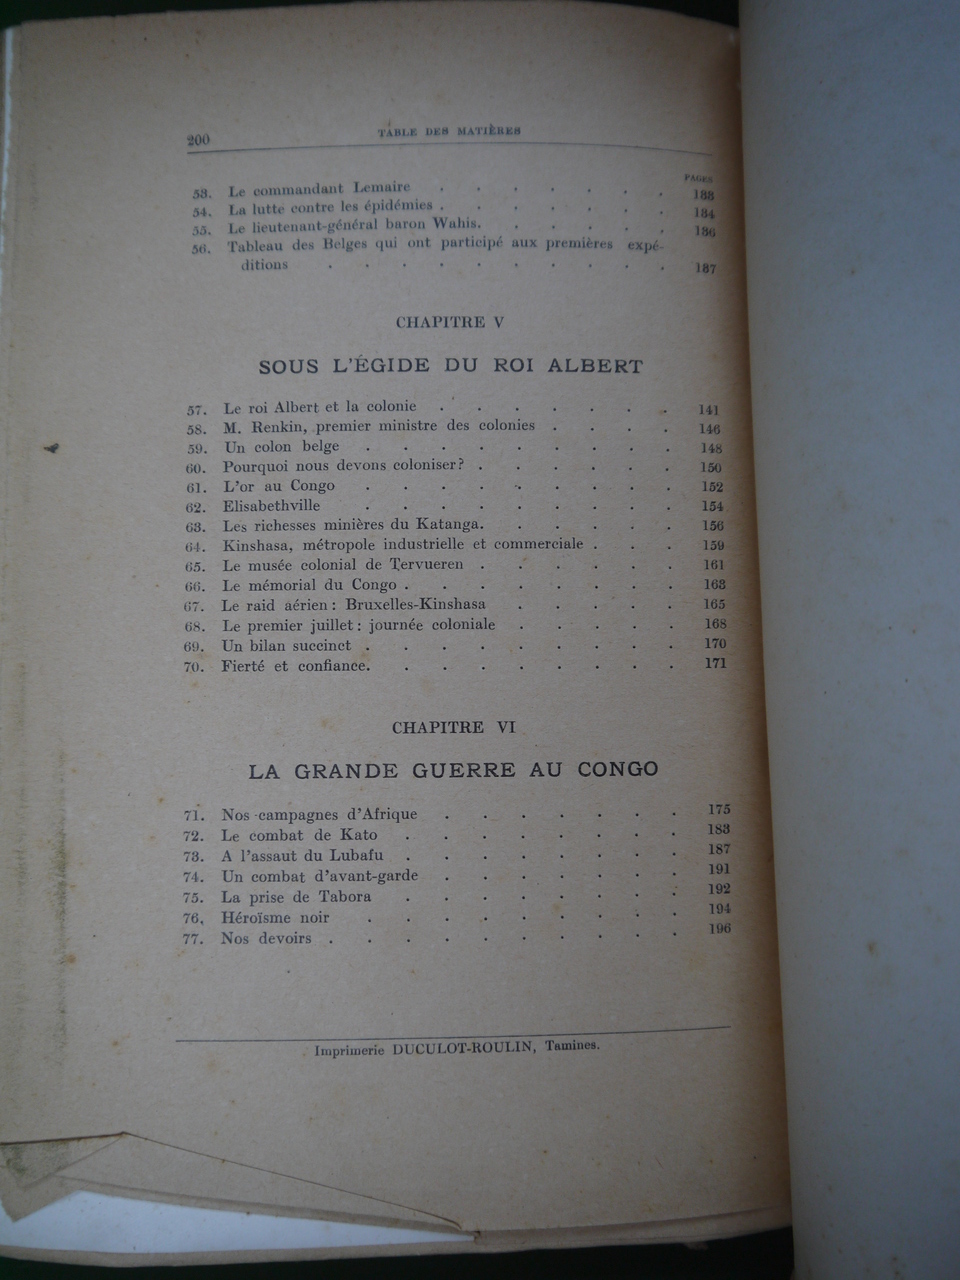 200
TABLE DES MATIÈRES
PAGES
53. Le commandant Lemaire . . . . . . . 133
54. La lutte contre les épidémies . . . . . . . 134
55. Le lieutenant-général baron Wahis. . . . . . 136
56. Tableau des Belges qui ont participé aux premières expé-
ditions . . . . . . . . . . 137
CHAPITRE V
SOUS L'ÉGIDE DU ROI ALBERT
57. Le roi Albert et la colonie . . . . . . . 141
58. M. Renkin, premier ministre des colonies . . . . 146
59. Un colon belge . . . . . . . . . 148
60. Pourquoi nous devons coloniser? . . . . . . 150
61. L'or au Congo . . . . . . . . . 152
62. Elisabethville . . . . . . . . . 154
63. Les richesses minières du Katanga. . . . . . 156
64. Kinshasa, métropole industrielle et commerciale . . . 159
65. Le musée colonial de Tervueren . . . . . . 161
66. Le mémorial du Congo . . . . . . . . 163
67. Le raid aérien : Bruxelles-Kinshasa . . . . . 165
68. Le premier juillet : journée coloniale . . . . . 168
69. Un bilan succinct . . . . . . . . . 170
70. Fierté et confiance. . . . . . . . . 171
CHAPITRE VI
LA GRANDE GUERRE AU CONGO
71. Nos campagnes d'Afrique . . . . . . . 175
72. Le combat de Kato . . . . . . . . 183
73. A l'assaut du Lubafu . . . . . . . . 187
74. Un combat d'avant-garde . . . . . . . 191
75. La prise de Tabora . . . . . . . . 192
76. Héroïsme noir . . . . . . . . . 194
77. Nos devoirs . . . . . . . . . . 196
Imprimerie DUCULOT-ROULIN, Tamines.